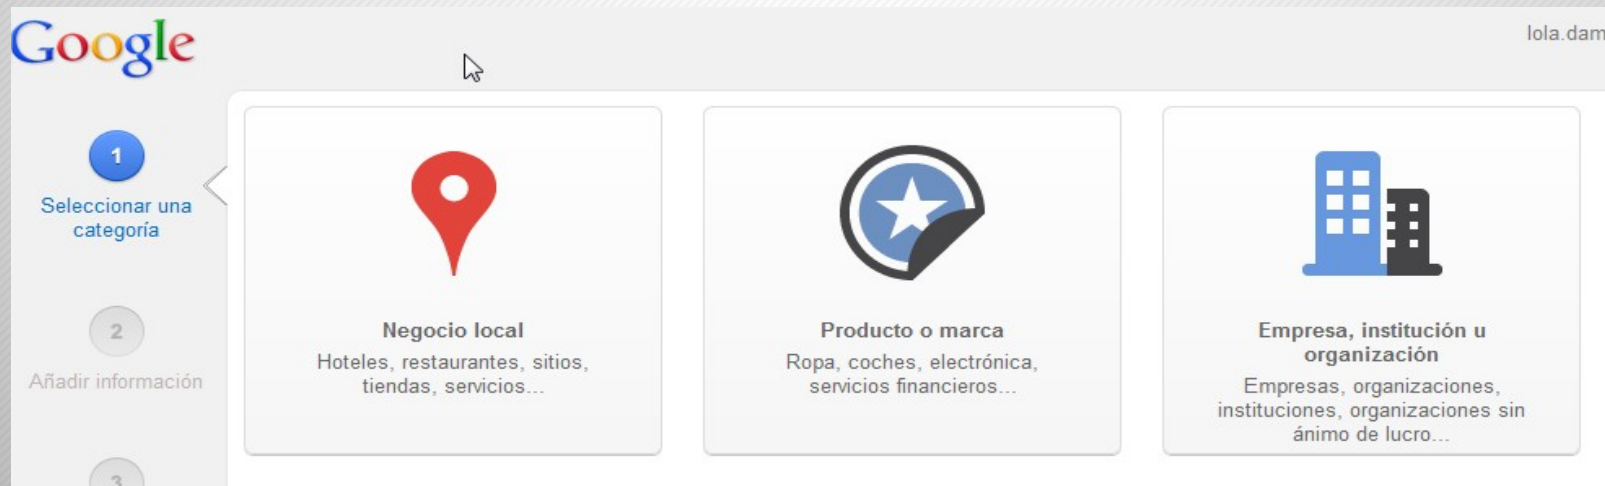 Google
lola.dam
1
Seleccionar una
categoría
2
Añadir información
3
Negocio local
Hoteles, restaurantes, sitios,
tiendas, servicios...
Producto o marca
Ropa, coches, electrónica,
servicios financieros...
Empresa, institución u
organización
Empresas, organizaciones,
instituciones, organizaciones sin
ánimo de lucro...